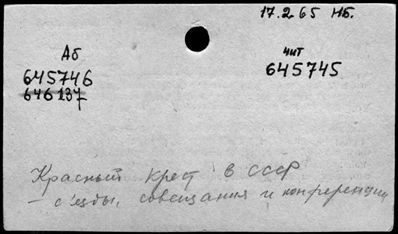 17.2.65 НБ.
Аб
чит
645746
645745
646137
Красный Крест в СССР
– съезды, совещания и конференции